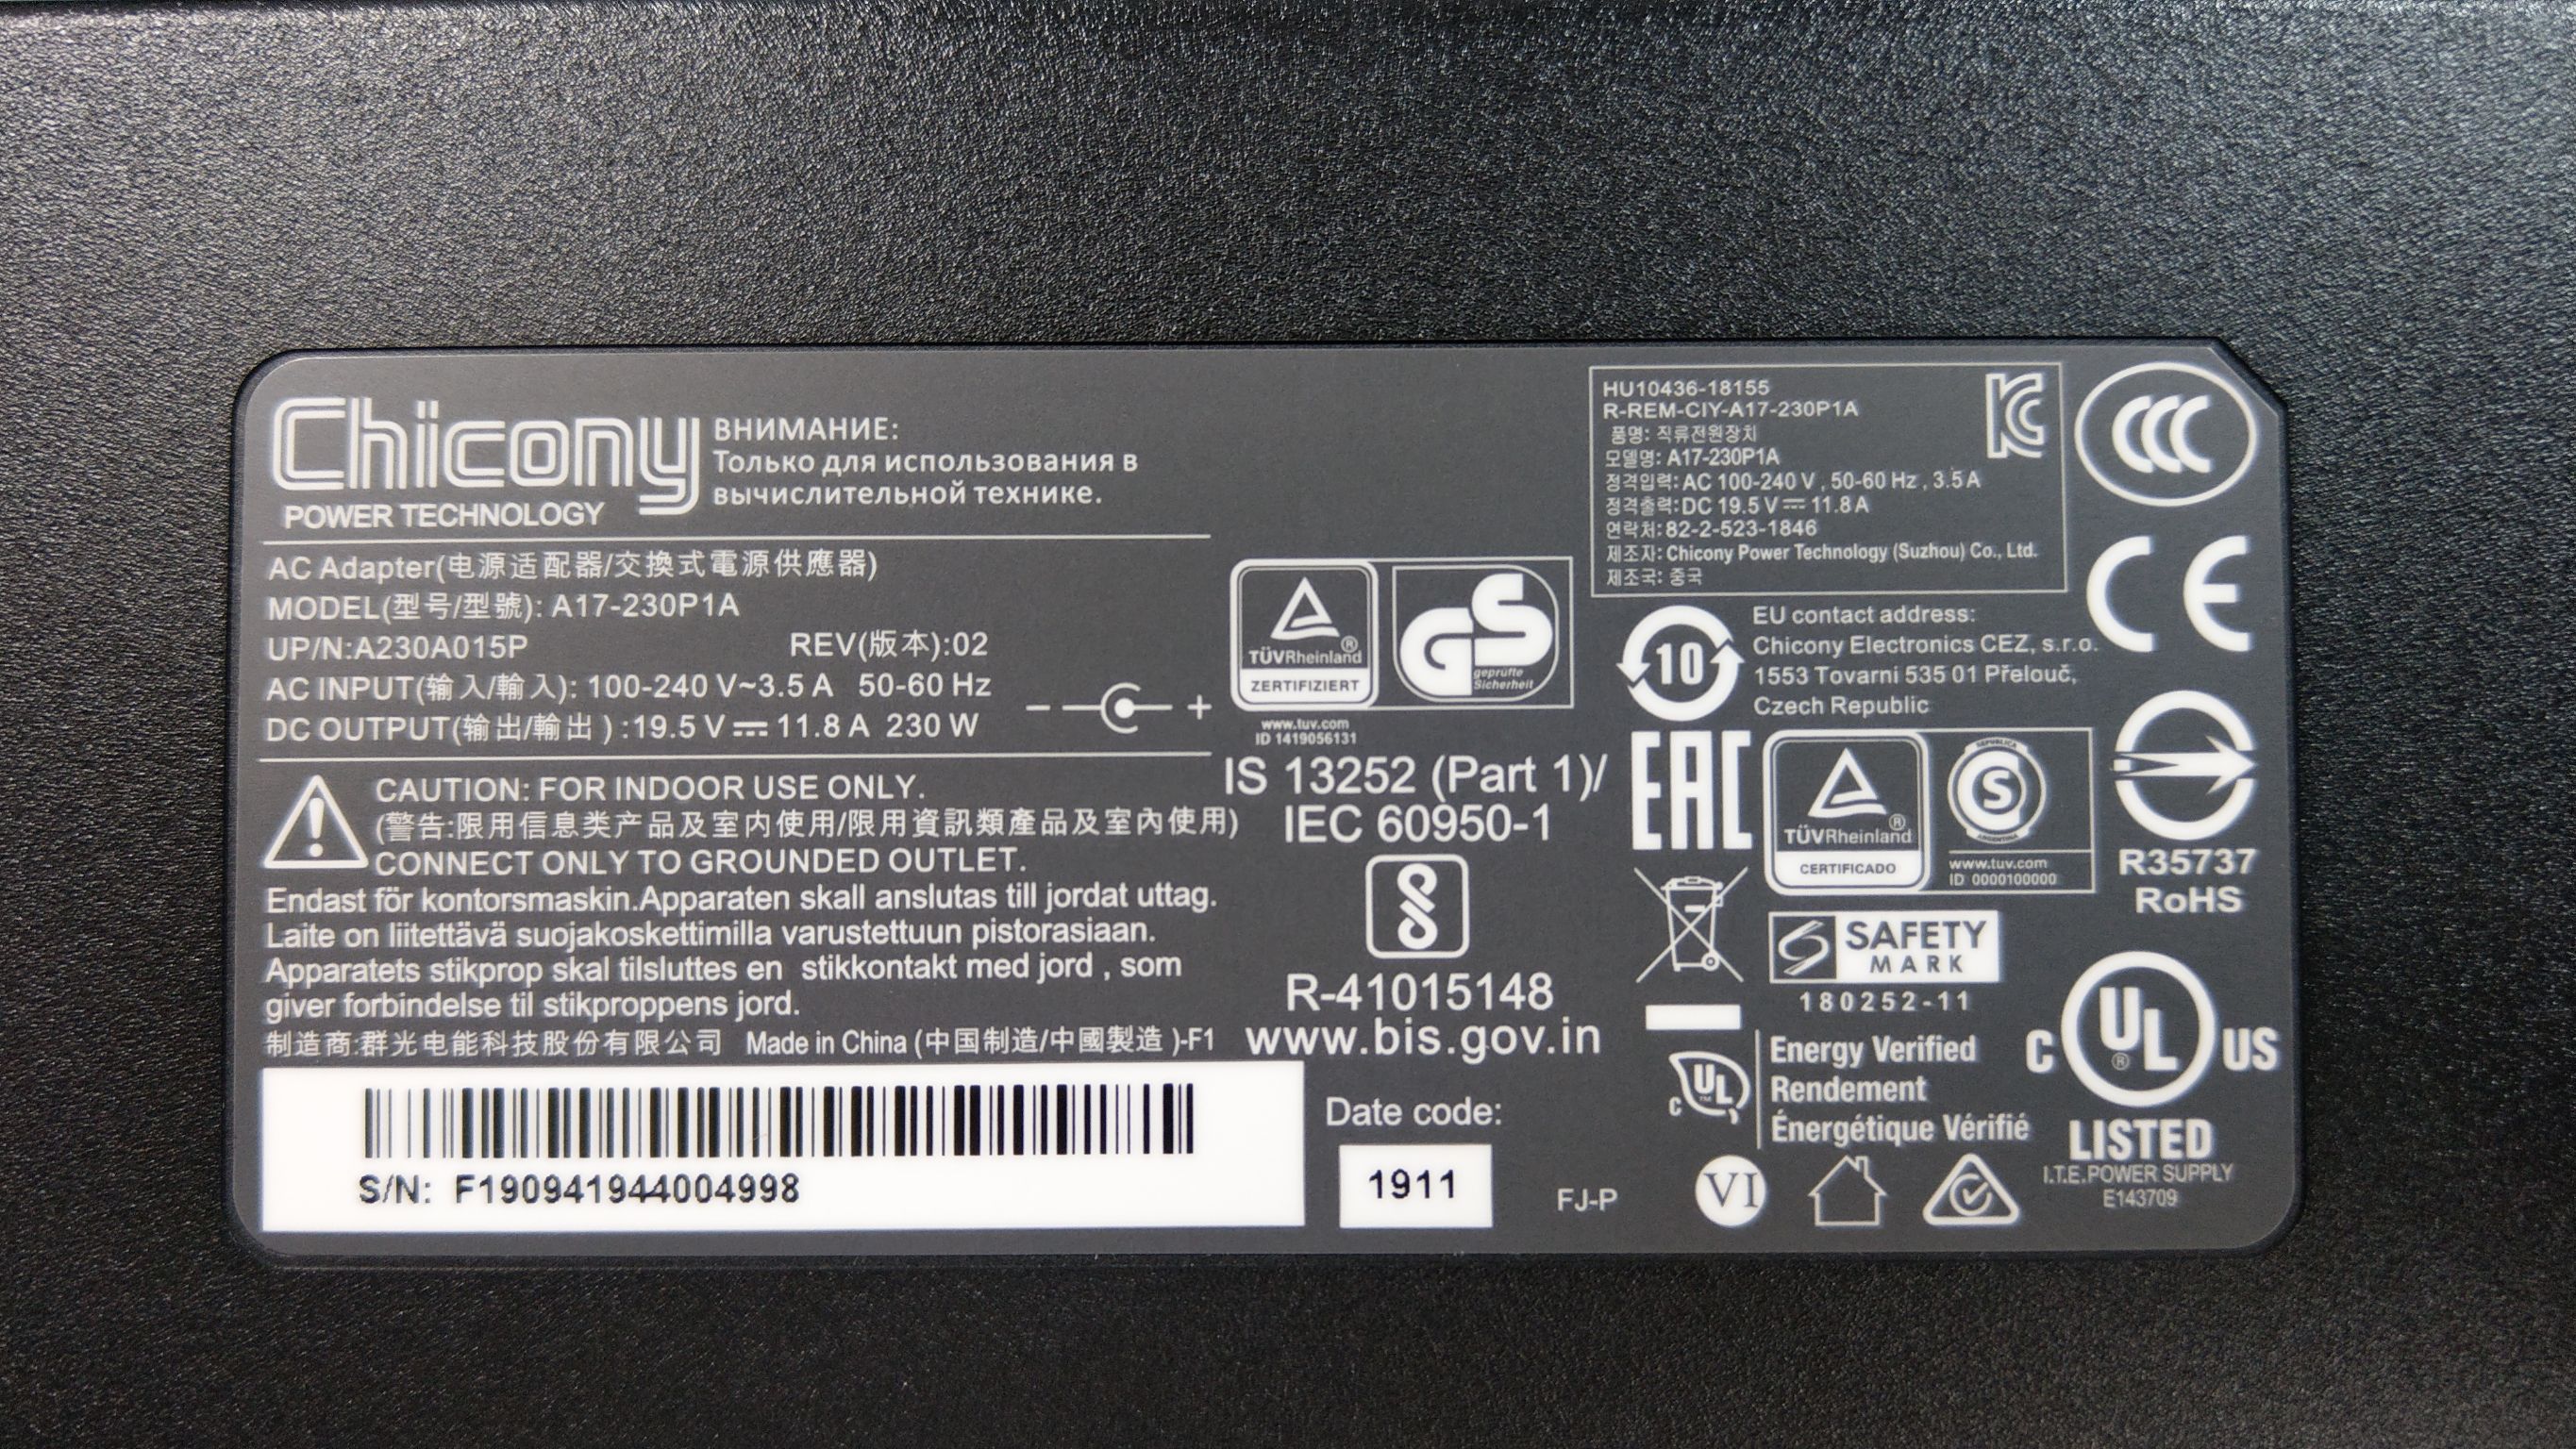 Chicony
POWER TECHNOLOGY
ВНИМАНИЕ:
Только для использования в
вычислительной технике.
AC Adapter(电源适配器/交換式電源供應器)
MODEL(型号/型號): A17-230P1A
UP/N:A230A015P REV(版本):02
AC INPUT(输入/輸入): 100-240 V~3.5 A 50-60 Hz
DC OUTPUT(输出/輸出 ) :19.5 V⎓11.8 A 230 W
- +
CAUTION: FOR INDOOR USE ONLY.
(警告:限用信息类产品及室内使用/限用資訊類產品及室內使用)
CONNECT ONLY TO GROUNDED OUTLET.
Endast för kontorsmaskin.Apparaten skall anslutas till jordat uttag.
Laite on liitettävä suojakoskettimilla varustettuun pistorasiaan.
Apparatets stikprop skal tilsluttes en stikkontakt med jord , som
giver forbindelse til stikproppens jord.
制造商:群光电能科技股份有限公司 Made in China (中国制造/中國製造 )-F1
S/N: F190941944004998
TÜVRheinland®
ZERTIFIZIERT
GS
geprüfte
Sicherheit
www.tuv.com
ID 1419056131
IS 13252 (Part 1)/
IEC 60950-1
R-41015148
www.bis.gov.in
Date code:
1911
FJ-P
HU10436-18155
R-REM-CIY-A17-230P1A
품명: 직류전원장치
모델명: A17-230P1A
정격입력: AC 100-240 V , 50-60 Hz , 3.5 A
정격출력:DC 19.5 V⎓ 11.8 A
연락처:82-2-523-1846
제조자: Chicony Power Technology (Suzhou) Co., Ltd.
제조국: 중국
KC
CCC
10
EU contact address:
Chicony Electronics CEZ, s.r.o.
1553 Tovarni 535 01 Přelouč,
Czech Republic
CE
EAC
TÜVRheinland®
CERTIFICADO
REPUBLICA
S
ARGENTINA
www.tuv.com
ID 0000100000
R35737
RoHS
S SAFETY
MARK
180252-11
C UL
Energy Verified
Rendement
Énergétique Vérifié
VI
C UL® US
LISTED
I.T.E.POWER SUPPLY
E143709